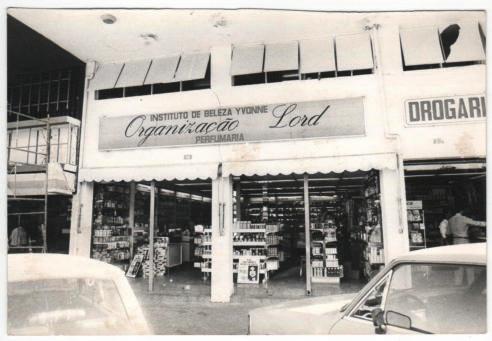 INSTITUTO DE BELEZA YVONNE
Organização Lord
PERFUMARIA
DROGARI